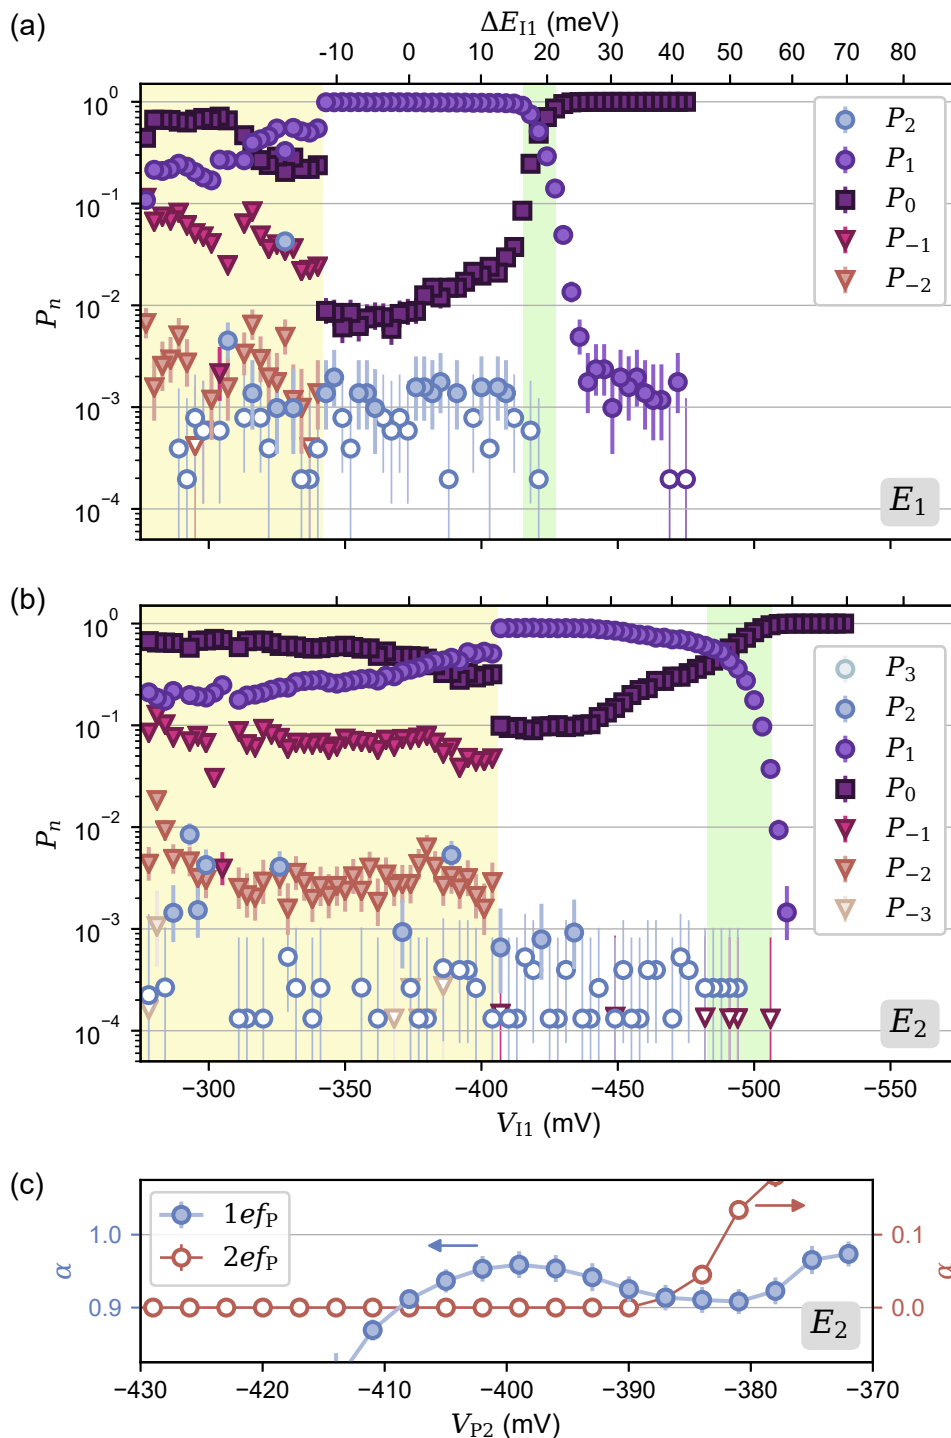 (a)
ΔE_I1 (meV)
−10 0 10 20 30 40 50 60 70 80
10^0
10^−1
10^−2
10^−3
10^−4
P_n
P_2
P_1
P_0
P_−1
P_−2
E_1
(b)
10^0
10^−1
10^−2
10^−3
10^−4
P_n
P_3
P_2
P_1
P_0
P_−1
P_−2
P_−3
E_2
−300 −350 −400 −450 −500 −550
V_I1 (mV)
(c)
1ef_P
2ef_P
1.0
0.9
α
0.1
0.0
α
E_2
−430 −420 −410 −400 −390 −380 −370
V_P2 (mV)